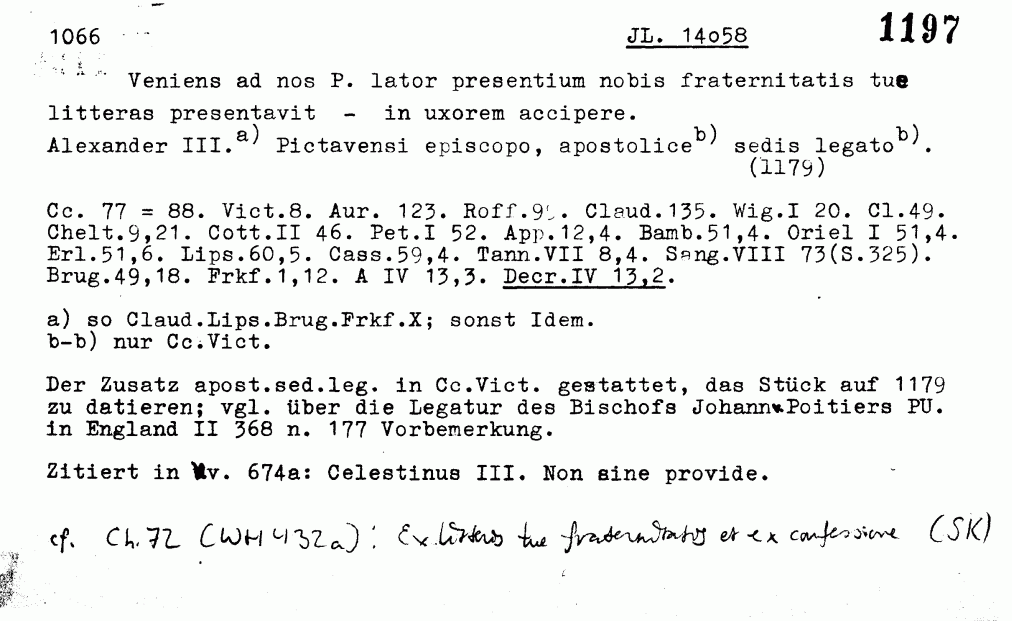 1066 JL. 14o58 1197
Veniens ad nos P. lator presentium nobis fraternitatis tue
litteras presentavit - in uxorem accipere.
Alexander III.a) Pictavensi episcopo, apostoliceb) sedis legatob).
(1179)
Cc. 77 = 88. Vict.8. Aur. 123. Roff.9 . Claud.135. Wig.I 20. Cl.49.
Chelt.9,21. Cott.II 46. Pet.I 52. App.12,4. Bamb.51,4. Oriel I 51,4.
Erl.51,6. Lips.60,5. Cass.59,4. Tann.VII 8,4. Sang.VIII 73(S.325).
Brug.49,18. Frkf.1,12. A IV 13,3. Decr.IV 13,2.
a) so Claud.Lips.Brug.Frkf.X; sonst Idem.
b-b) nur Cc.Vict.
Der Zusatz apost.sed.leg. in Cc.Vict. gestattet, das Stück auf 1179
zu datieren; vgl. über die Legatur des Bischofs Johann Poitiers PU.
in England II 368 n. 177 Vorbemerkung.
Zitiert in v. 674a: Celestinus III. Non sine provide.
cf. Ch.72 (WH 432a): Ex litteris tue fraternitatis et ex confessione (SK)